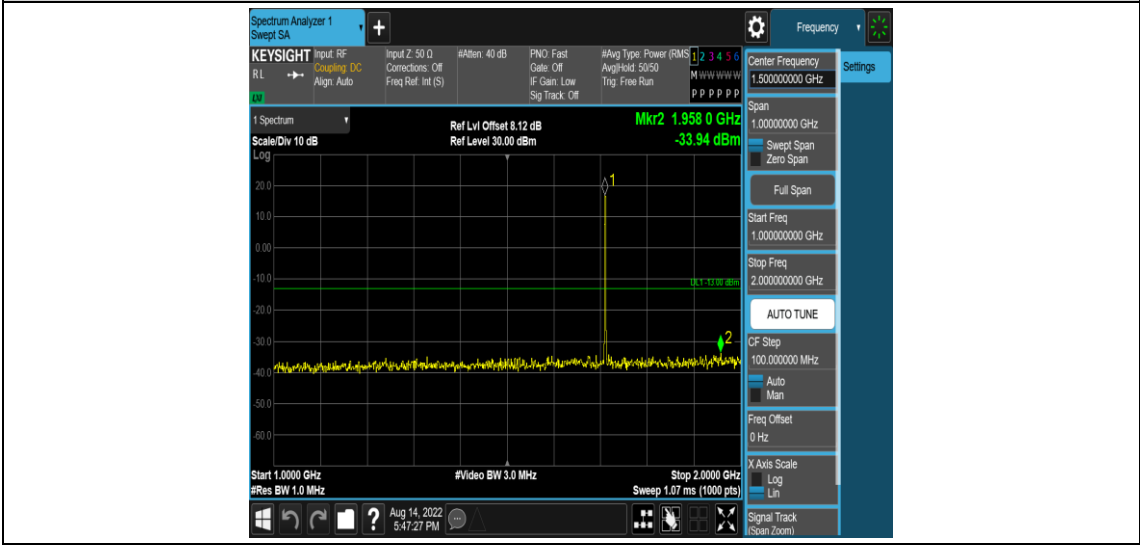 Spectrum Analyzer 1
Swept SA
+
Frequency
KEYSIGHT
RL
LM
Input: RF
Coupling: DC
Align: Auto
Input Z: 50 Ω
Corrections: Off
Freq Ref: Int (S)
#Atten: 40 dB
PNO: Fast
Gate: Off
IF Gain: Low
Sig Track: Off
#Avg Type: Power (RMS
Avg|Hold: 50/50
Trig: Free Run
1 2 3 4 5 6
M W W W W W
P P P P P P
1 Spectrum
Scale/Div 10 dB
Log
Ref Lvl Offset 8.12 dB
Ref Level 30.00 dBm
Mkr2 1.958 0 GHz
-33.94 dBm
20.0
10.0
0.00
-10.0
-20.0
-30.0
-40.0
-50.0
-60.0
1
DL1 -13.00 dBm
2
Start 1.0000 GHz
#Res BW 1.0 MHz
#Video BW 3.0 MHz
Stop 2.0000 GHz
Sweep 1.07 ms (1000 pts)
?
Aug 14, 2022
5:47:27 PM
Center Frequency
1.500000000 GHz
Span
1.00000000 GHz
Swept Span
Zero Span
Full Span
Start Freq
1.000000000 GHz
Stop Freq
2.000000000 GHz
AUTO TUNE
CF Step
100.000000 MHz
Auto
Man
Freq Offset
0 Hz
X Axis Scale
Log
Lin
Signal Track
(Span Zoom)
Settings